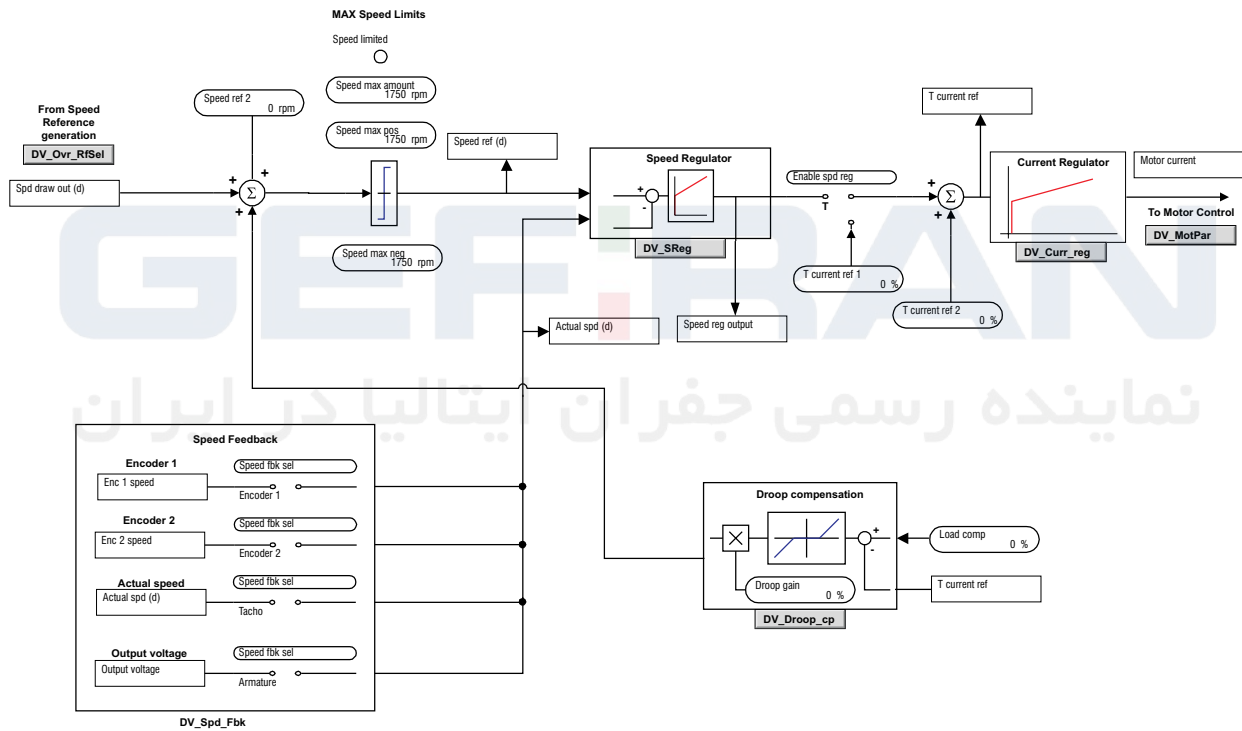 MAX Speed Limits
Speed limited
Speed max amount
1750 rpm
Speed ref 2
0 rpm
From Speed
Reference
generation
DV_Ovr_RfSel
Spd draw out (d)
+
+
+
Σ
Speed max pos
1750 rpm
Speed max neg
1750 rpm
Speed ref (d)
Speed Regulator
+
-
DV_SReg
Enable spd reg
T
T current ref 1
0 %
T current ref 2
0 %
+
+
Σ
T current ref
Current Regulator
DV_Curr_reg
Motor current
To Motor Control
DV_MotPar
Actual spd (d)
Speed reg output
GEFRAN
نماینده رسمی جفران ایتالیا در ایران
Speed Feedback
Encoder 1
Speed fbk sel
Enc 1 speed
Encoder 1
Encoder 2
Speed fbk sel
Enc 2 speed
Encoder 2
Actual speed
Speed fbk sel
Actual spd (d)
Tacho
Output voltage
Speed fbk sel
Output voltage
Armature
DV_Spd_Fbk
Droop compensation
+
-
Load comp
0 %
Droop gain
0 %
T current ref
DV_Droop_cp